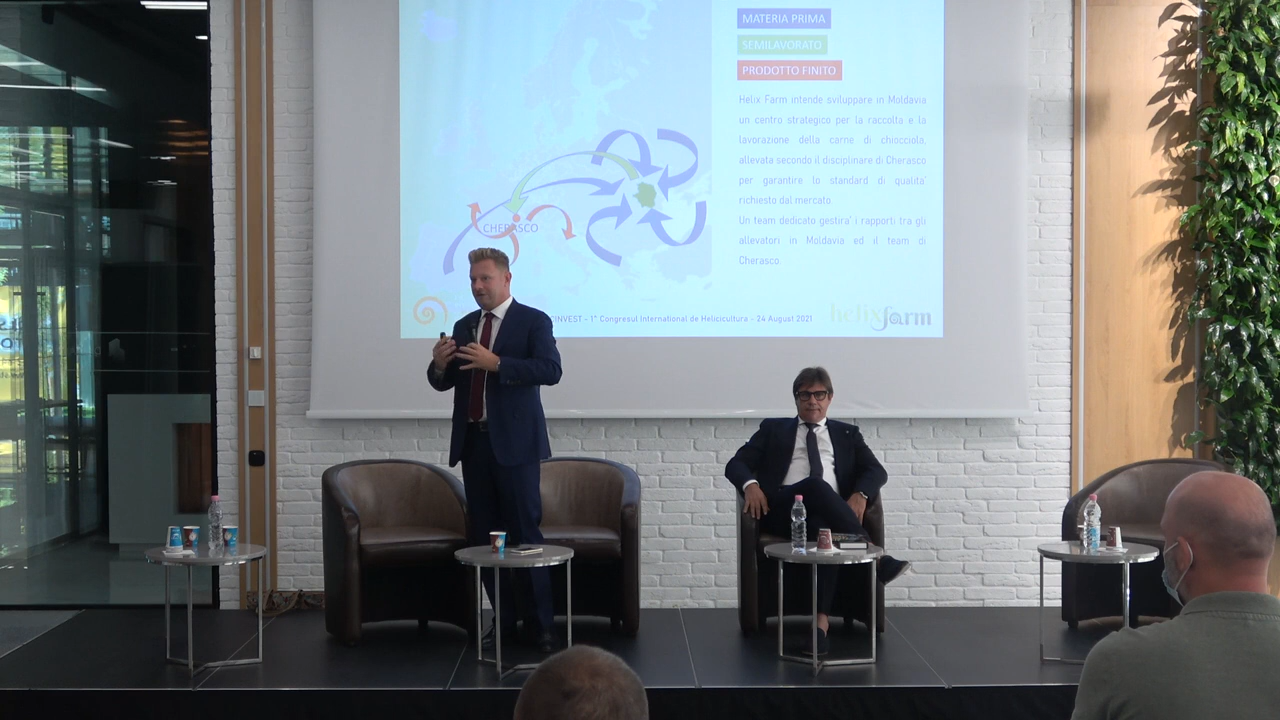 MATERIA PRIMA
SEMILAVORATO
PRODOTTO FINITO
Helix Farm intende sviluppare in Moldavia
un centro strategico per la raccolta e la
lavorazione della carne di chiocciola,
allevata secondo il disciplinare di Cherasco
per garantire lo standard di qualita'
richiesto dal mercato
Un team dedicato gestira' i rapporti tra gli
allevatori in Moldavia ed il team di
Cherasco.
CHERASCO
CINVEST - 1° Congresul International de Helicicultura - 24 August 2021
helixfarm